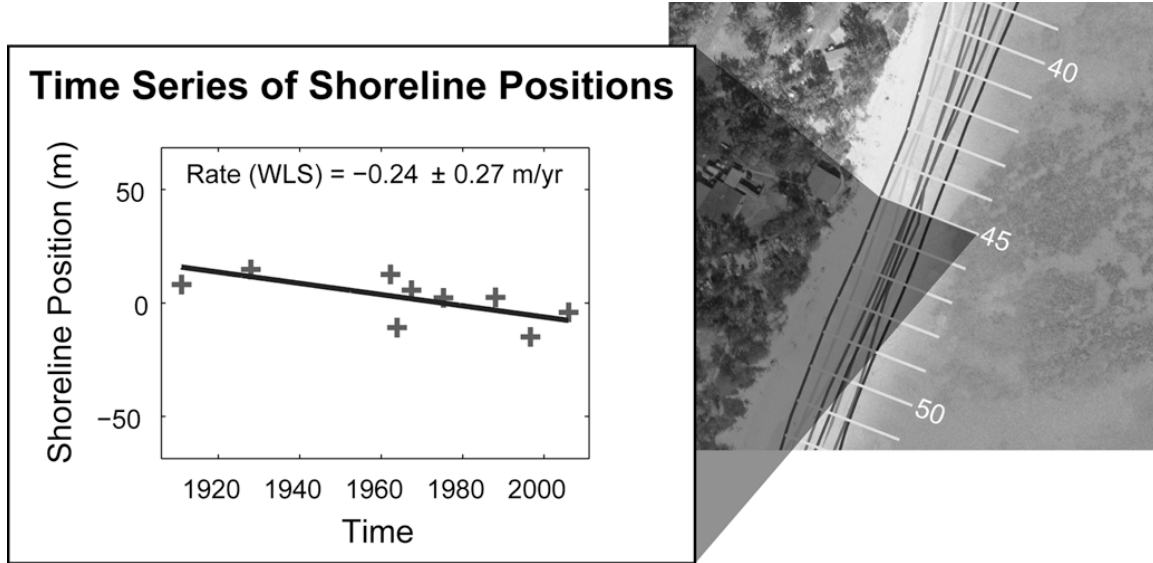 Time Series of Shoreline Positions
Rate (WLS) = −0.24 ± 0.27 m/yr
Shoreline Position (m)
50
0
−50
1920 1940 1960 1980 2000
Time
40
45
50